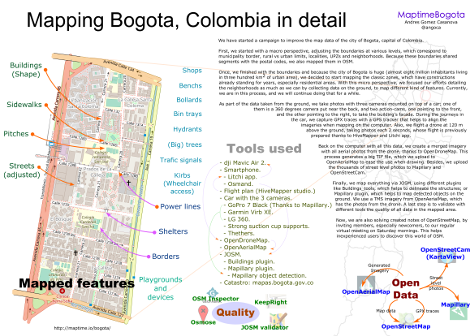 Mapping Bogota, Colombia in detail
MaptimeBogota
Andres Gomez Casanova
@angoca
We have started a campaign to improve the map data of the city of Bogota, capital of Colombia.
First, we started with a macro perspective, adjusting the boundaries at various levels, which correspond to
municipality border, rural vs urban limits, localities, UPZs and neighborhoods. Because these boundaries shared
segments with the postal codes, we also mapped them in OSM.
Once, we finished with the boundaries and because the city of Bogota is huge (almost eight million inhabitants living
in three hundred km² of urban area), we decided to start mapping the classic zones, which have constructions
already standing for years, especially residential areas. With this macro perspective, we focused our attention on
the neighborhoods as much as we can by collecting data on the ground, to map different kind of features. Currently,
we are in this process, and we will continue doing that for a while.
As part of the data taken from the ground, we take photos with three cameras mounted on top of a car; one of
them is a 360 degrees camera put near the back, and two action cams, one pointing to the front,
and the other pointing to the right, to take the building's facade. During the journeys in
the car, we capture GPX traces with a GPS tracker that helps to align the
imageries when mapping on the computer. Also, we flight a drone at 120 m
above the ground, taking photos each 2 seconds, whose flight is previously
prepared thanks to HiveMapper and Litchi app.
Back on the computer with all this data, we create a merged imagery
with all aerial photos from the drone, thanks to OpenDroneMap. This
process generates a big TIF file, which we upload to
OpenAerialMap to ease the use when drawing. Besides, we upload
the thousands of street level photos to Mapillary and
OpenStreetCam.
Finally, we map everything via JOSM, using different plugins
like Buildings_tools, which helps to delineate the structures; or
Mapillary plugin, which helps to map detected objects on the
ground. We use a TMS imagery from OpenAerialMap, which
has the photos from the drone. A last step is to validate with
different tools the quality of all data in the mapped area.
Now, we are also solving created notes of OpenStreetMap, by
inviting members, especially newcomers, to our regular
virtual meeting on Saturday mornings. This helps
inexperienced users to discover this world of OSM.
Buildings
(Shape)
Sidewalks
Pitches
Streets
(adjusted)
Shops
Benchs
Bollards
Bin trays
Hydrants
(Big) trees
Trafic signals
Kirbs
(Wheelchair
access)
Power lines
Shelters
Borders
Playgrounds
and
devices
Mapped features
http://maptime.io/bogota/
Tools used
- dji Mavic Air 2.
- Smartphone.
- Litchi app.
- Osmand.
- Flight plan (HiveMapper studio.)
- Car with the 3 cameras.
- GoPro 7 Black (Thanks to Mapillary.)
- Garmin Virb XE.
- LG 360.
- Strong suction cup supports.
- Thethers.
- OpenDroneMap.
- OpenAerialMap
- JOSM.
- Buildings plugin.
- Mapillary plugin.
- Mapillary object detection.
- Catastro: mapas.bogota.gov.co
OSM Inspector
KeepRight
Osmose
Quality
JOSM validator
OpenStreetCam
(KartaView)
Generated
imagery
Street
level
photos
OpenAerialMap
Open
Data
Mapillary
Map data
GPX traces
OpenStreetMap